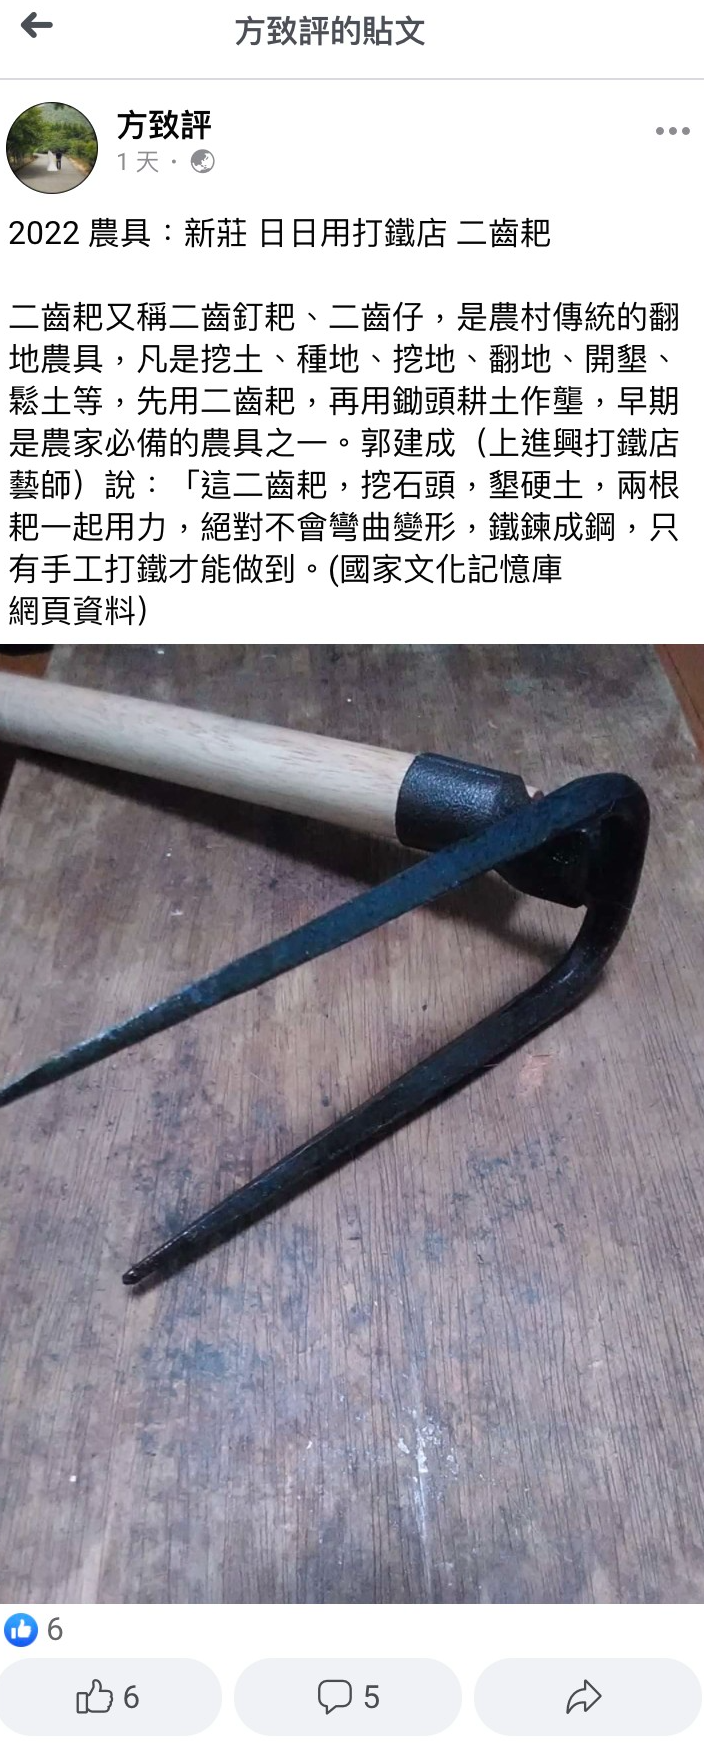 方致評的貼文
方致評
1 天 ·
2022 農具：新莊 日日用打鐵店 二齒耙
二齒耙又稱二齒釘耙、二齒仔，是農村傳統的翻
地農具，凡是挖土、種地、挖地、翻地、開墾、
鬆土等，先用二齒耙，再用鋤頭耕土作壟，早期
是農家必備的農具之一。郭建成（上進興打鐵店
藝師）說：「這二齒耙，挖石頭，墾硬土，兩根
耙一起用力，絕對不會彎曲變形，鐵鍊成鋼，只
有手工打鐵才能做到。(國家文化記憶庫
網頁資料)
6
6
5